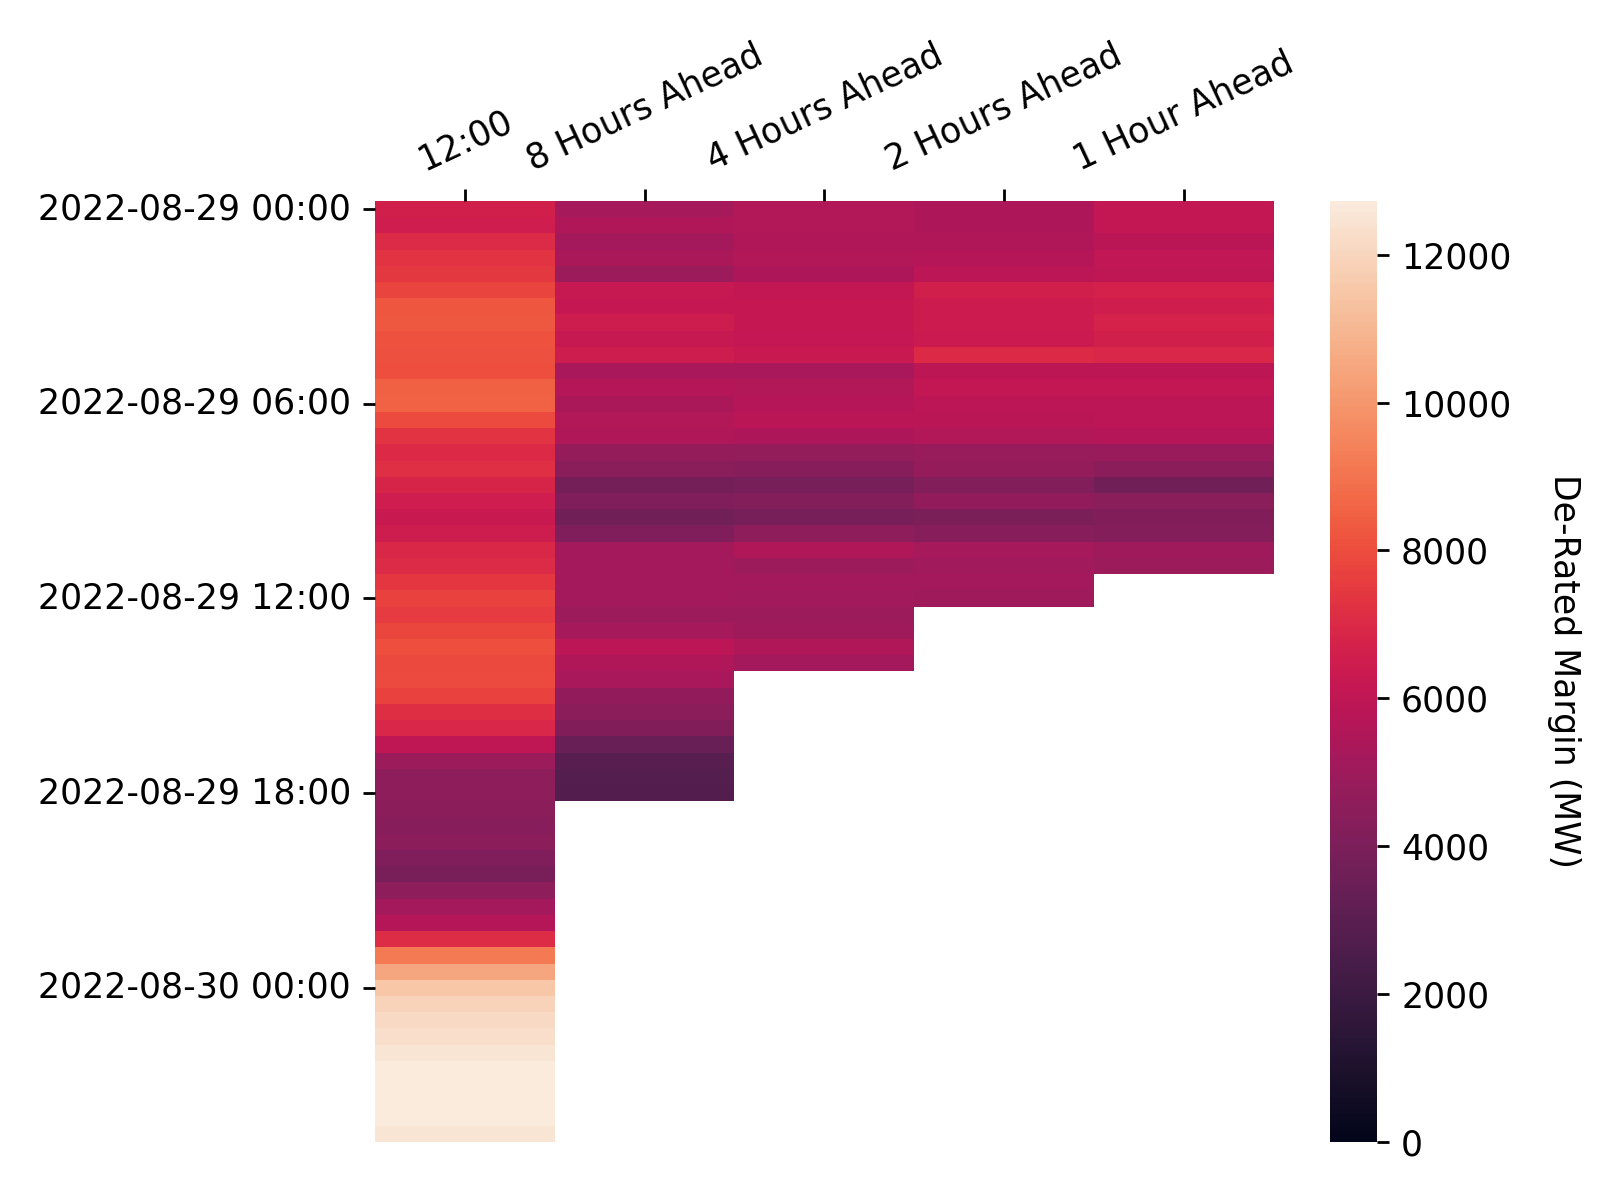 12:00
8 Hours Ahead
4 Hours Ahead
2 Hours Ahead
1 Hour Ahead
2022-08-29 00:00
2022-08-29 06:00
2022-08-29 12:00
2022-08-29 18:00
2022-08-30 00:00
12000
10000
8000
6000
4000
2000
0
De-Rated Margin (MW)